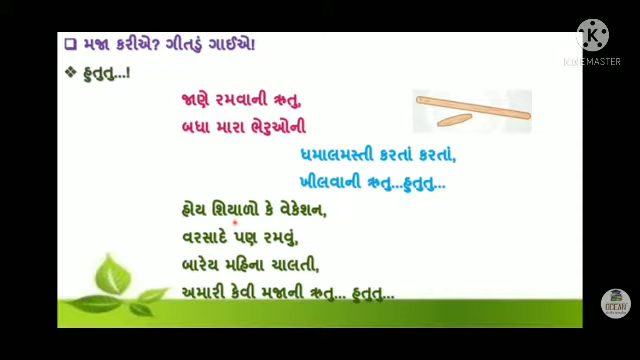 મજા કરીએ? ગીતડું ગાઈએ!
હુતુતુ...!
જાણે રમવાની ઋતુ,
બધા મારા ભેરુઓની
ધમાલમસ્તી કરતાં કરતાં,
ખીલવાની ઋતુ...હુતુતુ...
હોય શિયાળો કે વેકેશન,
વરસાદે પણ રમવું,
બારેય મહિના ચાલતી,
અમારી કેવી મજાની ઋતુ... હુતુતુ...
KINEMASTER
OCEAN